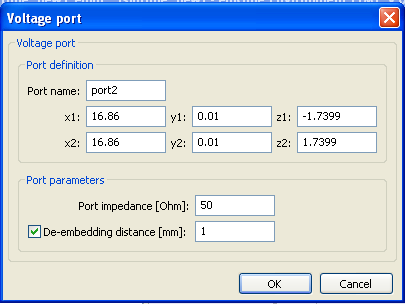 Voltage port
Voltage port
Port definition
Port name: port2
x1: 16.86 y1: 0.01 z1: -1.7399
x2: 16.86 y2: 0.01 z2: 1.7399
Port parameters
Port impedance [Ohm]: 50
De-embedding distance [mm]: 1
OK Cancel